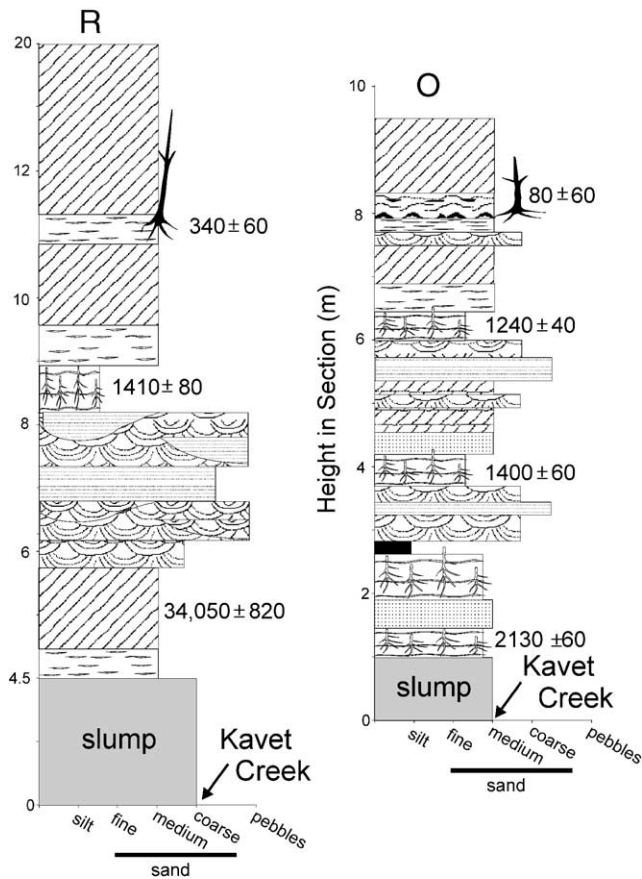 R
20
12
340 ± 60
10
1410 ± 80
8
6
34,050 ± 820
4.5
slump
Kavet
Creek
0
silt
fine
medium
coarse
pebbles
sand
O
10
80 ± 60
8
1240 ± 40
6
Height in Section (m)
1400 ± 60
4
2
2130 ± 60
slump
Kavet
Creek
0
silt
fine
medium
coarse
pebbles
sand